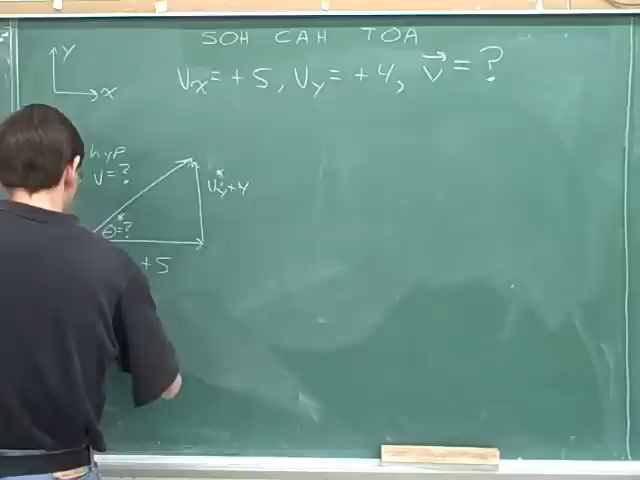 SOH CAH TOA
Y
X
Vx = +5, Vy = +4, v⃗ = ?
hyp
v = ?
Vy = +4
θ = ?
+5